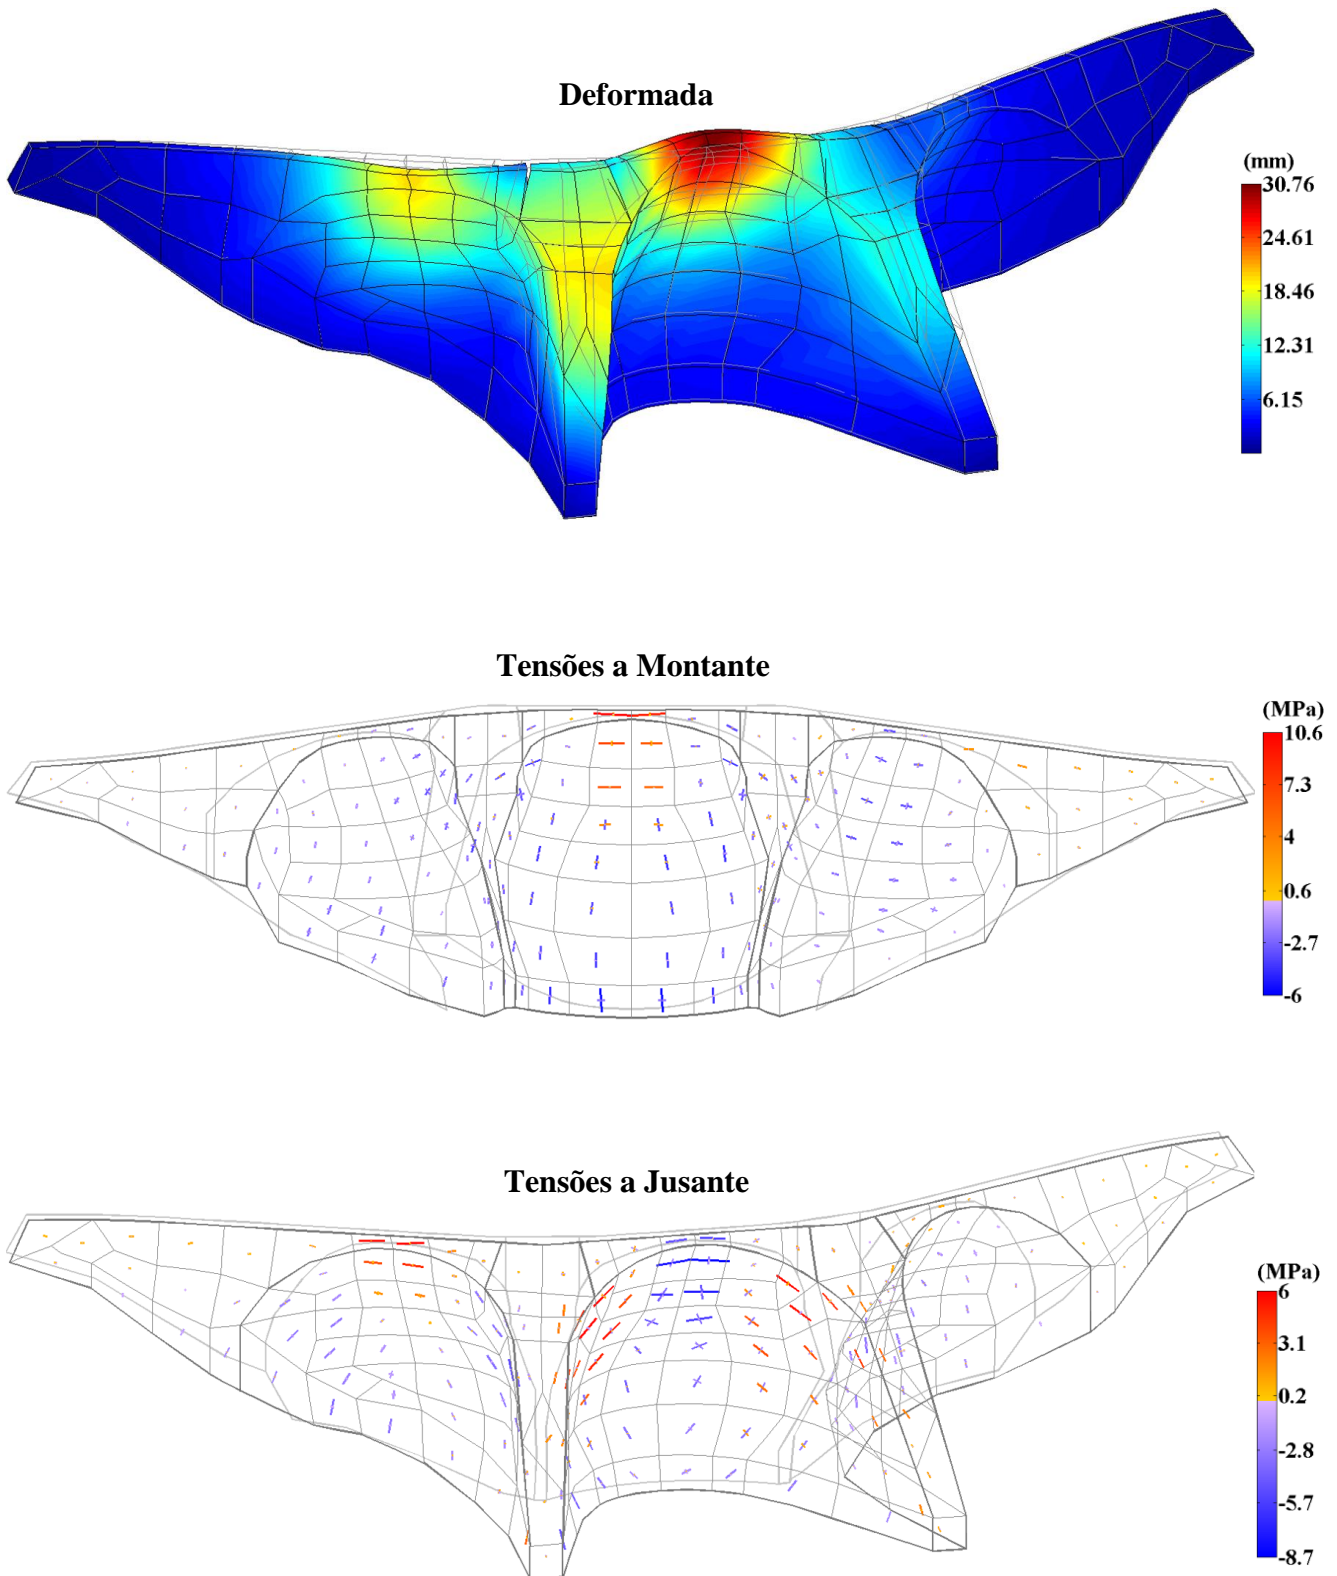 Deformada
(mm)
30.76
24.61
18.46
12.31
6.15
Tensões a Montante
(MPa)
10.6
7.3
4
0.6
-2.7
-6
Tensões a Jusante
(MPa)
6
3.1
0.2
-2.8
-5.7
-8.7